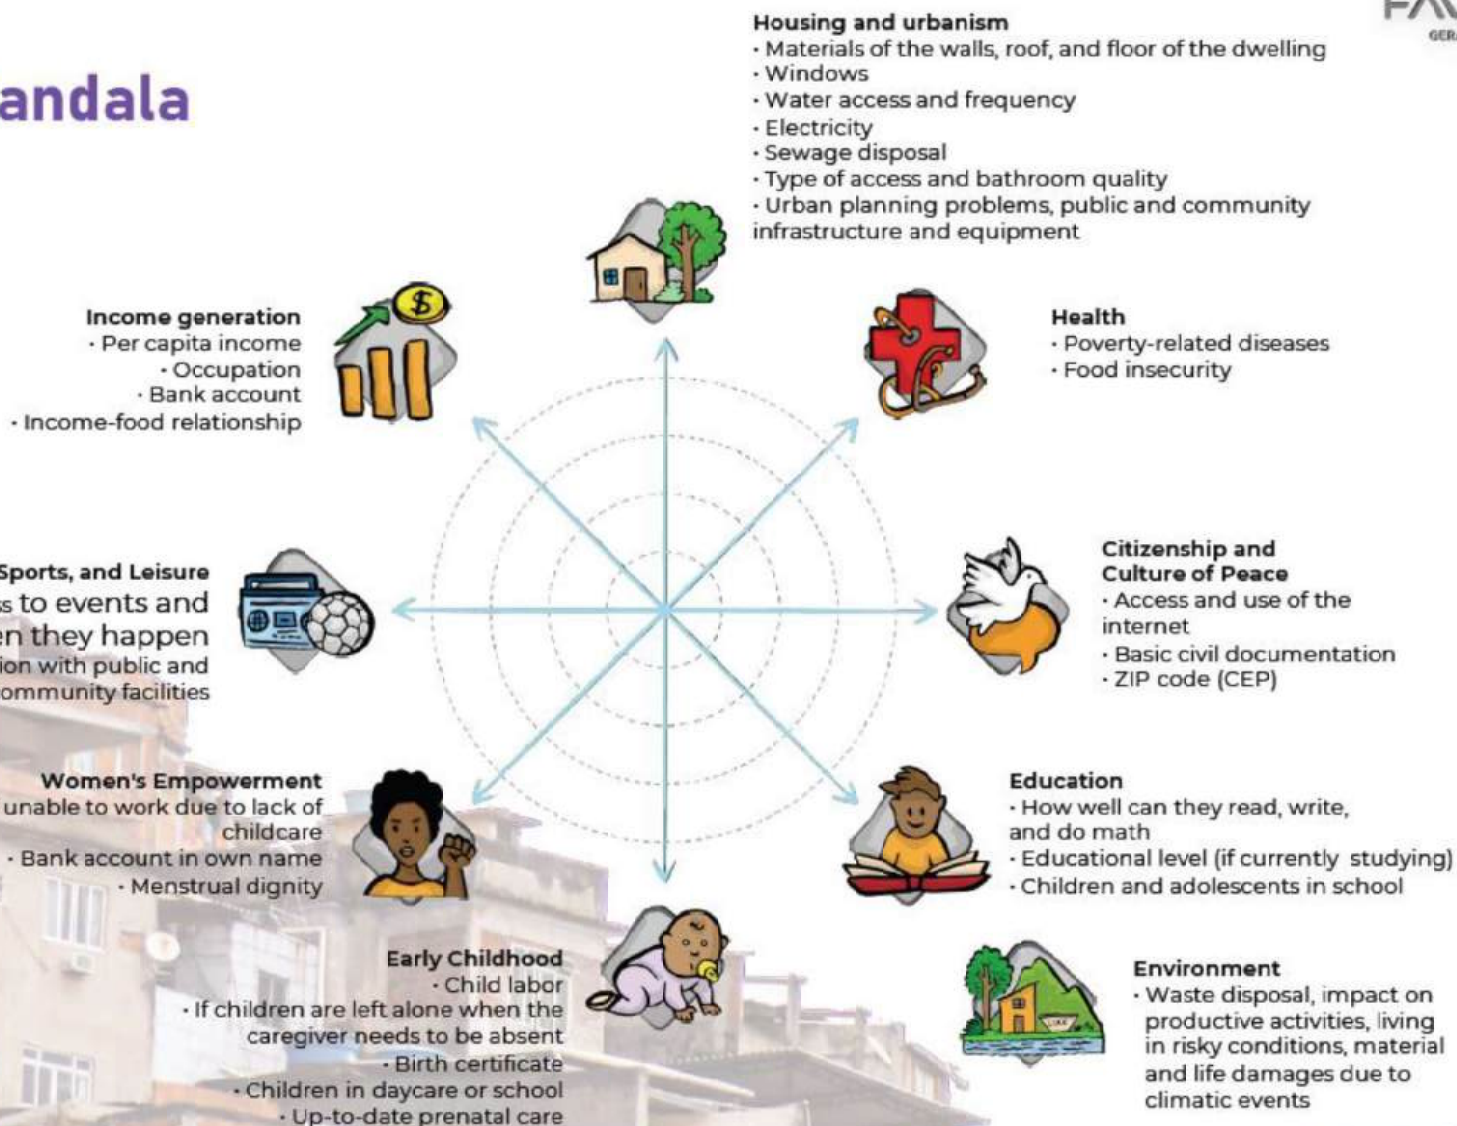 andala
Housing and urbanism
· Materials of the walls, roof, and floor of the dwelling
· Windows
· Water access and frequency
· Electricity
· Sewage disposal
· Type of access and bathroom quality
· Urban planning problems, public and community
infrastructure and equipment
Income generation
· Per capita income
· Occupation
· Bank account
· Income-food relationship
Health
· Poverty-related diseases
· Food insecurity
Sports, and Leisure
ss to events and
en they happen
ion with public and
ommunity facilities
Citizenship and
Culture of Peace
· Access and use of the
internet
· Basic civil documentation
· ZIP code (CEP)
Women's Empowerment
unable to work due to lack of
childcare
· Bank account in own name
· Menstrual dignity
Education
· How well can they read, write,
and do math
· Educational level (if currently studying)
· Children and adolescents in school
Early Childhood
· Child labor
· If children are left alone when the
caregiver needs to be absent
· Birth certificate
· Children in daycare or school
· Up-to-date prenatal care
Environment
· Waste disposal, impact on
productive activities, living
in risky conditions, material
and life damages due to
climatic events